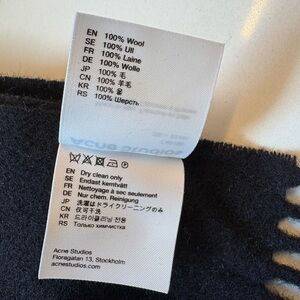 EN 100% Wool
SE 100% Ull
FR 100% Laine
DE 100% Wolle
JP 100% 毛
CN 100% 羊毛
KR 100% 울
RS 100% Шерсть
Acne Studios
EN Dry clean only
SE Endast kemtvätt
FR Nettoyage à sec seulement
DE Nur chem. Reinigung
JP 洗濯はドライクリーニングのみ
CN 仅可干洗
KR 드라이클리닝 전용
RS Только химчистка
Acne Studios
Floragatan 13, Stockholm
acnestudios.com